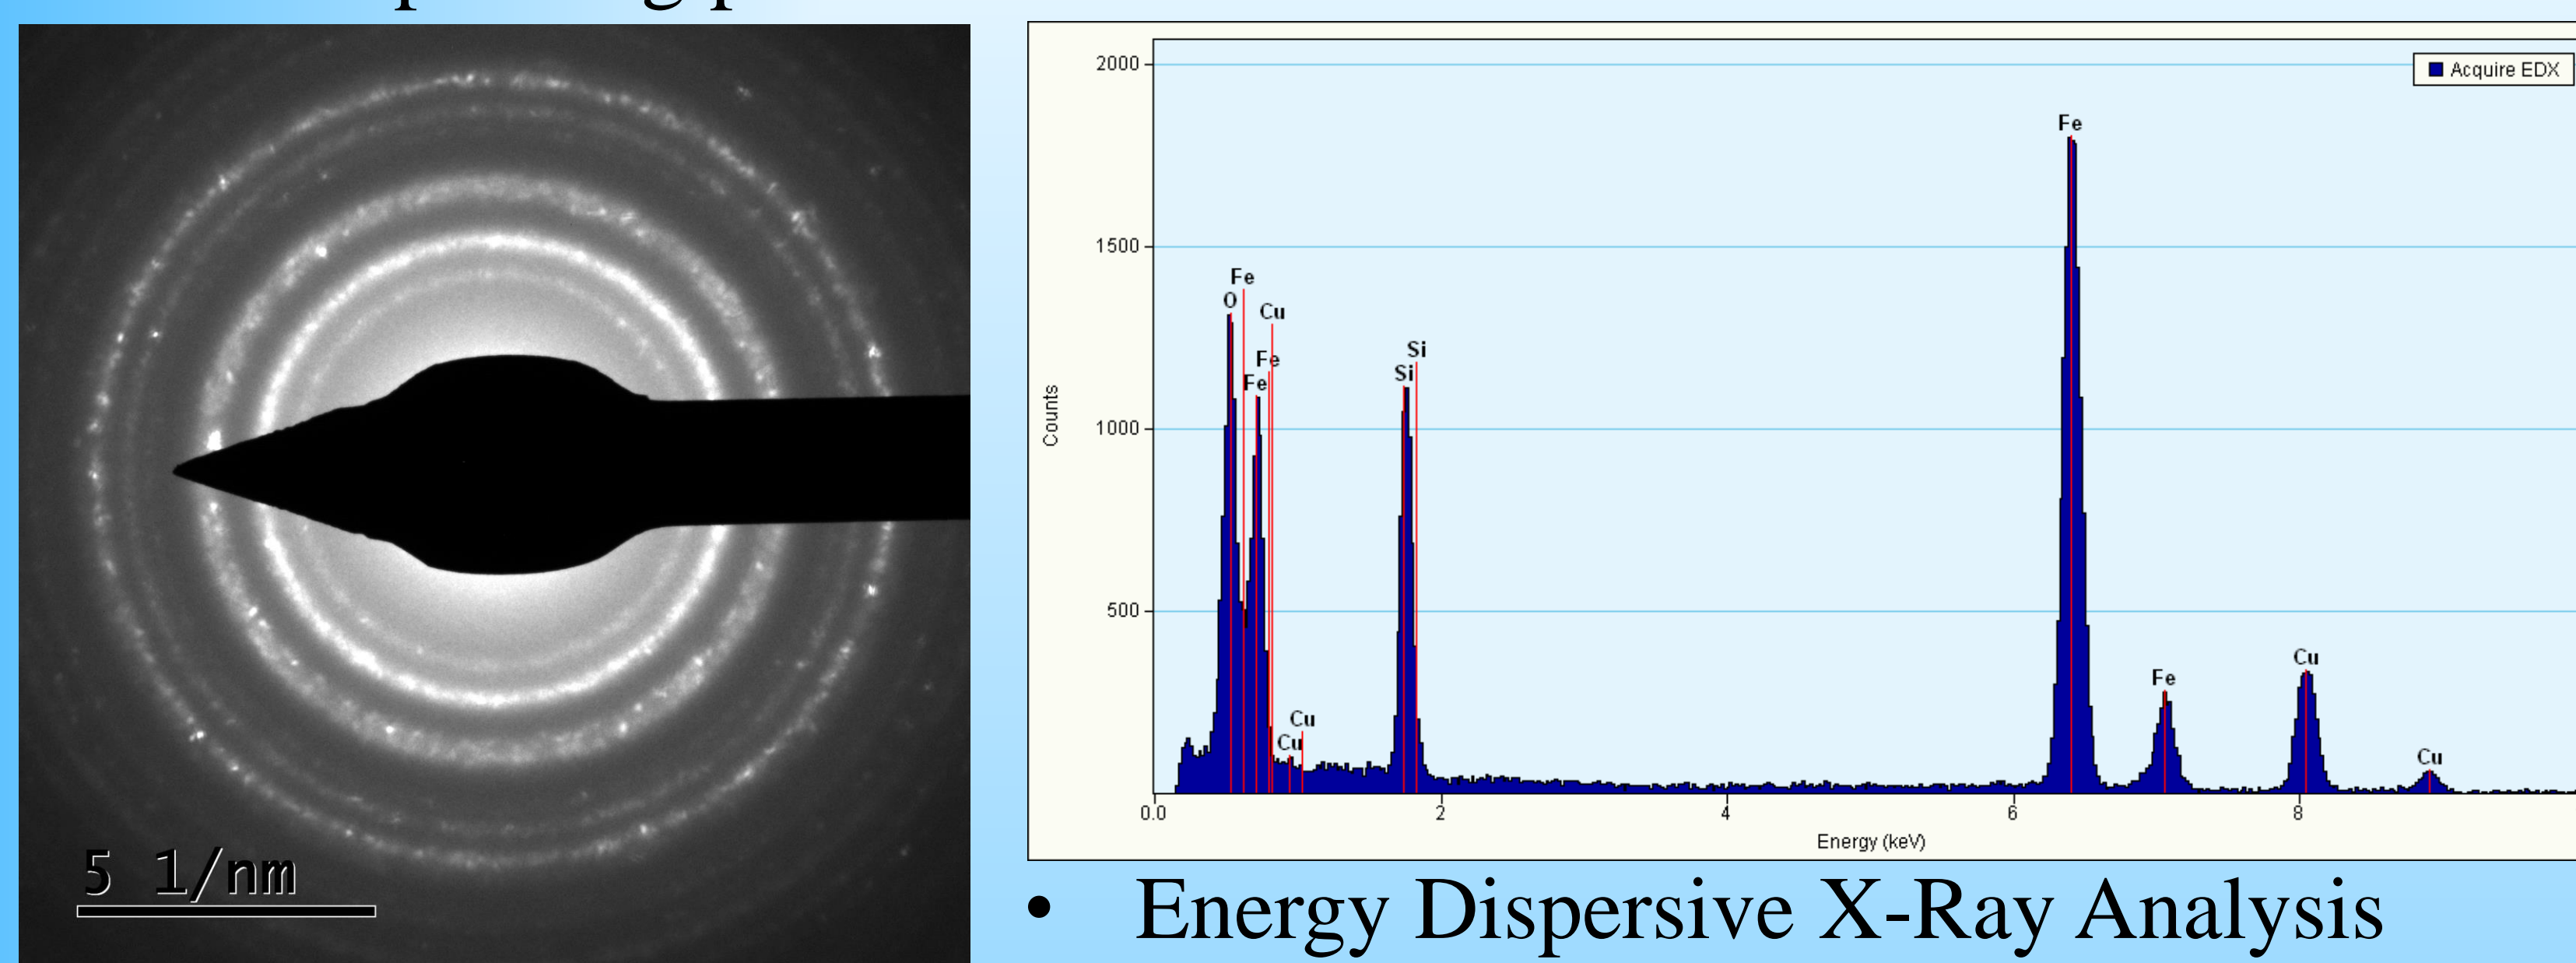 5 1/nm
2000
1500
1000
500
Counts
Acquire EDX
Fe
Fe
O
Cu
Fe
Fe
Si
Si
Cu
Cu
Fe
Cu
Cu
0.0 2 4 6 8
Energy (keV)
• Energy Dispersive X-Ray Analysis